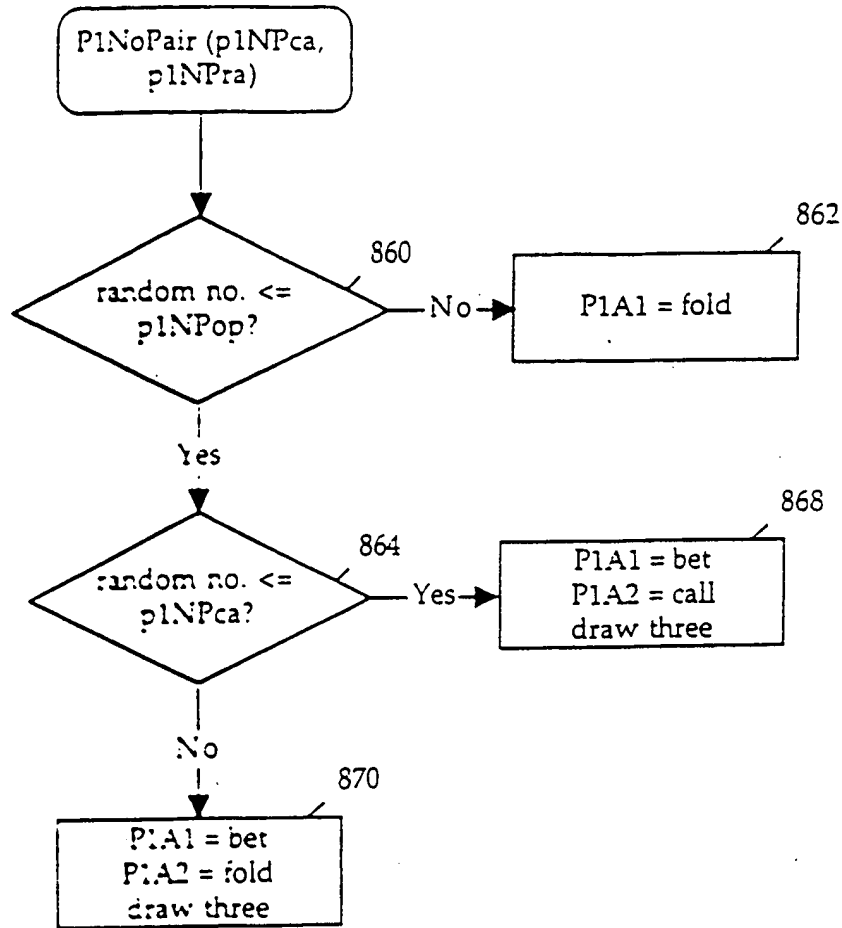 P1NoPair (p1NPca,
p1NPra)
860
random no. <=
p1NPop?
No
862
P1A1 = fold
Yes
864
random no. <=
p1NPca?
Yes
868
P1A1 = bet
P1A2 = call
draw three
No
870
P1A1 = bet
P1A2 = fold
draw three